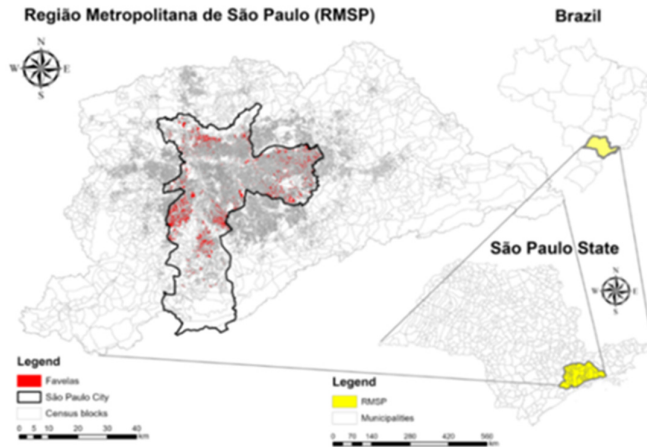 Região Metropolitana de São Paulo (RMSP)
Brazil
N
W E
S
São Paulo State
N
W E
S
Legend
Favelas
São Paulo City
Census blocks
0 5 10 20 30 40
km
Legend
RMSP
Municipalities
0 70 140 280 420 560
km